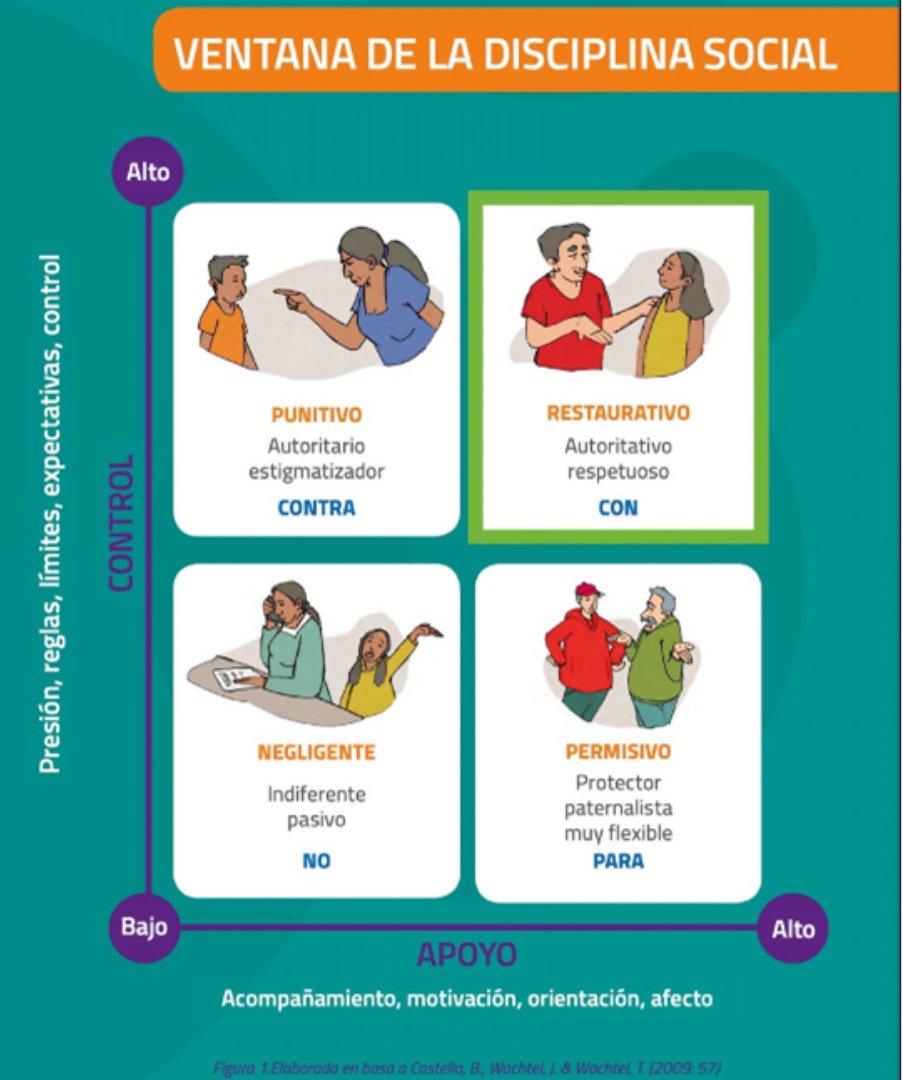 VENTANA DE LA DISCIPLINA SOCIAL
Alto
Presión, reglas, límites, expectativas, control
CONTROL
PUNITIVO
Autoritario
estigmatizador
CONTRA
RESTAURATIVO
Autoritativo
respetuoso
CON
NEGLIGENTE
Indiferente
pasivo
NO
PERMISIVO
Protector
paternalista
muy flexible
PARA
Bajo
Alto
APOYO
Acompañamiento, motivación, orientación, afecto
Figura 1.Elaborada en basa a Costello, B., Wachtel, J. & Wachtel, T. (2009: 57)